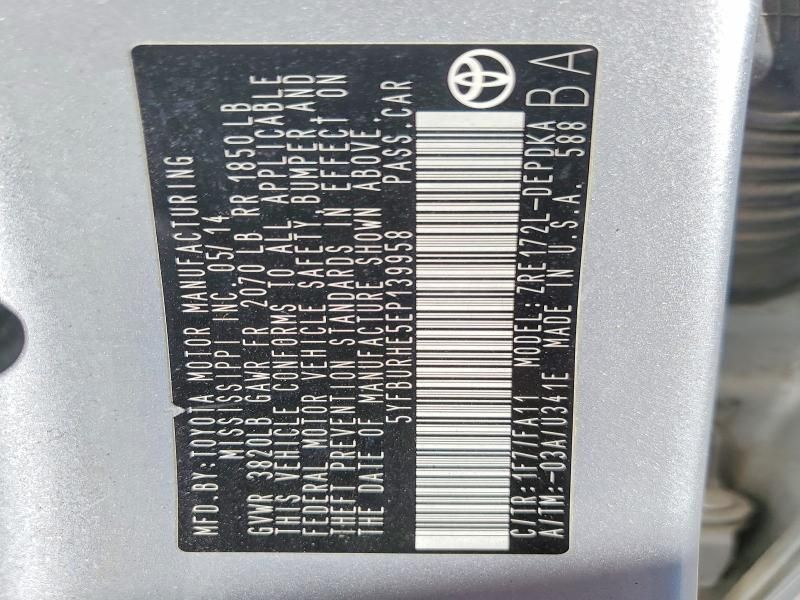 MFD.BY:TOYOTA MOTOR MANUFACTURING
MISSISSIPPI INC. 05/14
GVWR 3820LB GAWR FR 2070LB RR 1850LB
THIS VEHICLE CONFORMS TO ALL APPLICABLE
FEDERAL MOTOR VEHICLE SAFETY, BUMPER, AND
THEFT PREVENTION STANDARDS IN EFFECT ON
THE DATE OF MANUFACTURE SHOWN ABOVE.
5YFBURHE5EP139958 PASS.CAR
C/TR:1F7/FA11 MODEL:ZRE172L-DEPDKA
A/TM:-03A/U341E MADE IN U.S.A. 588
BA